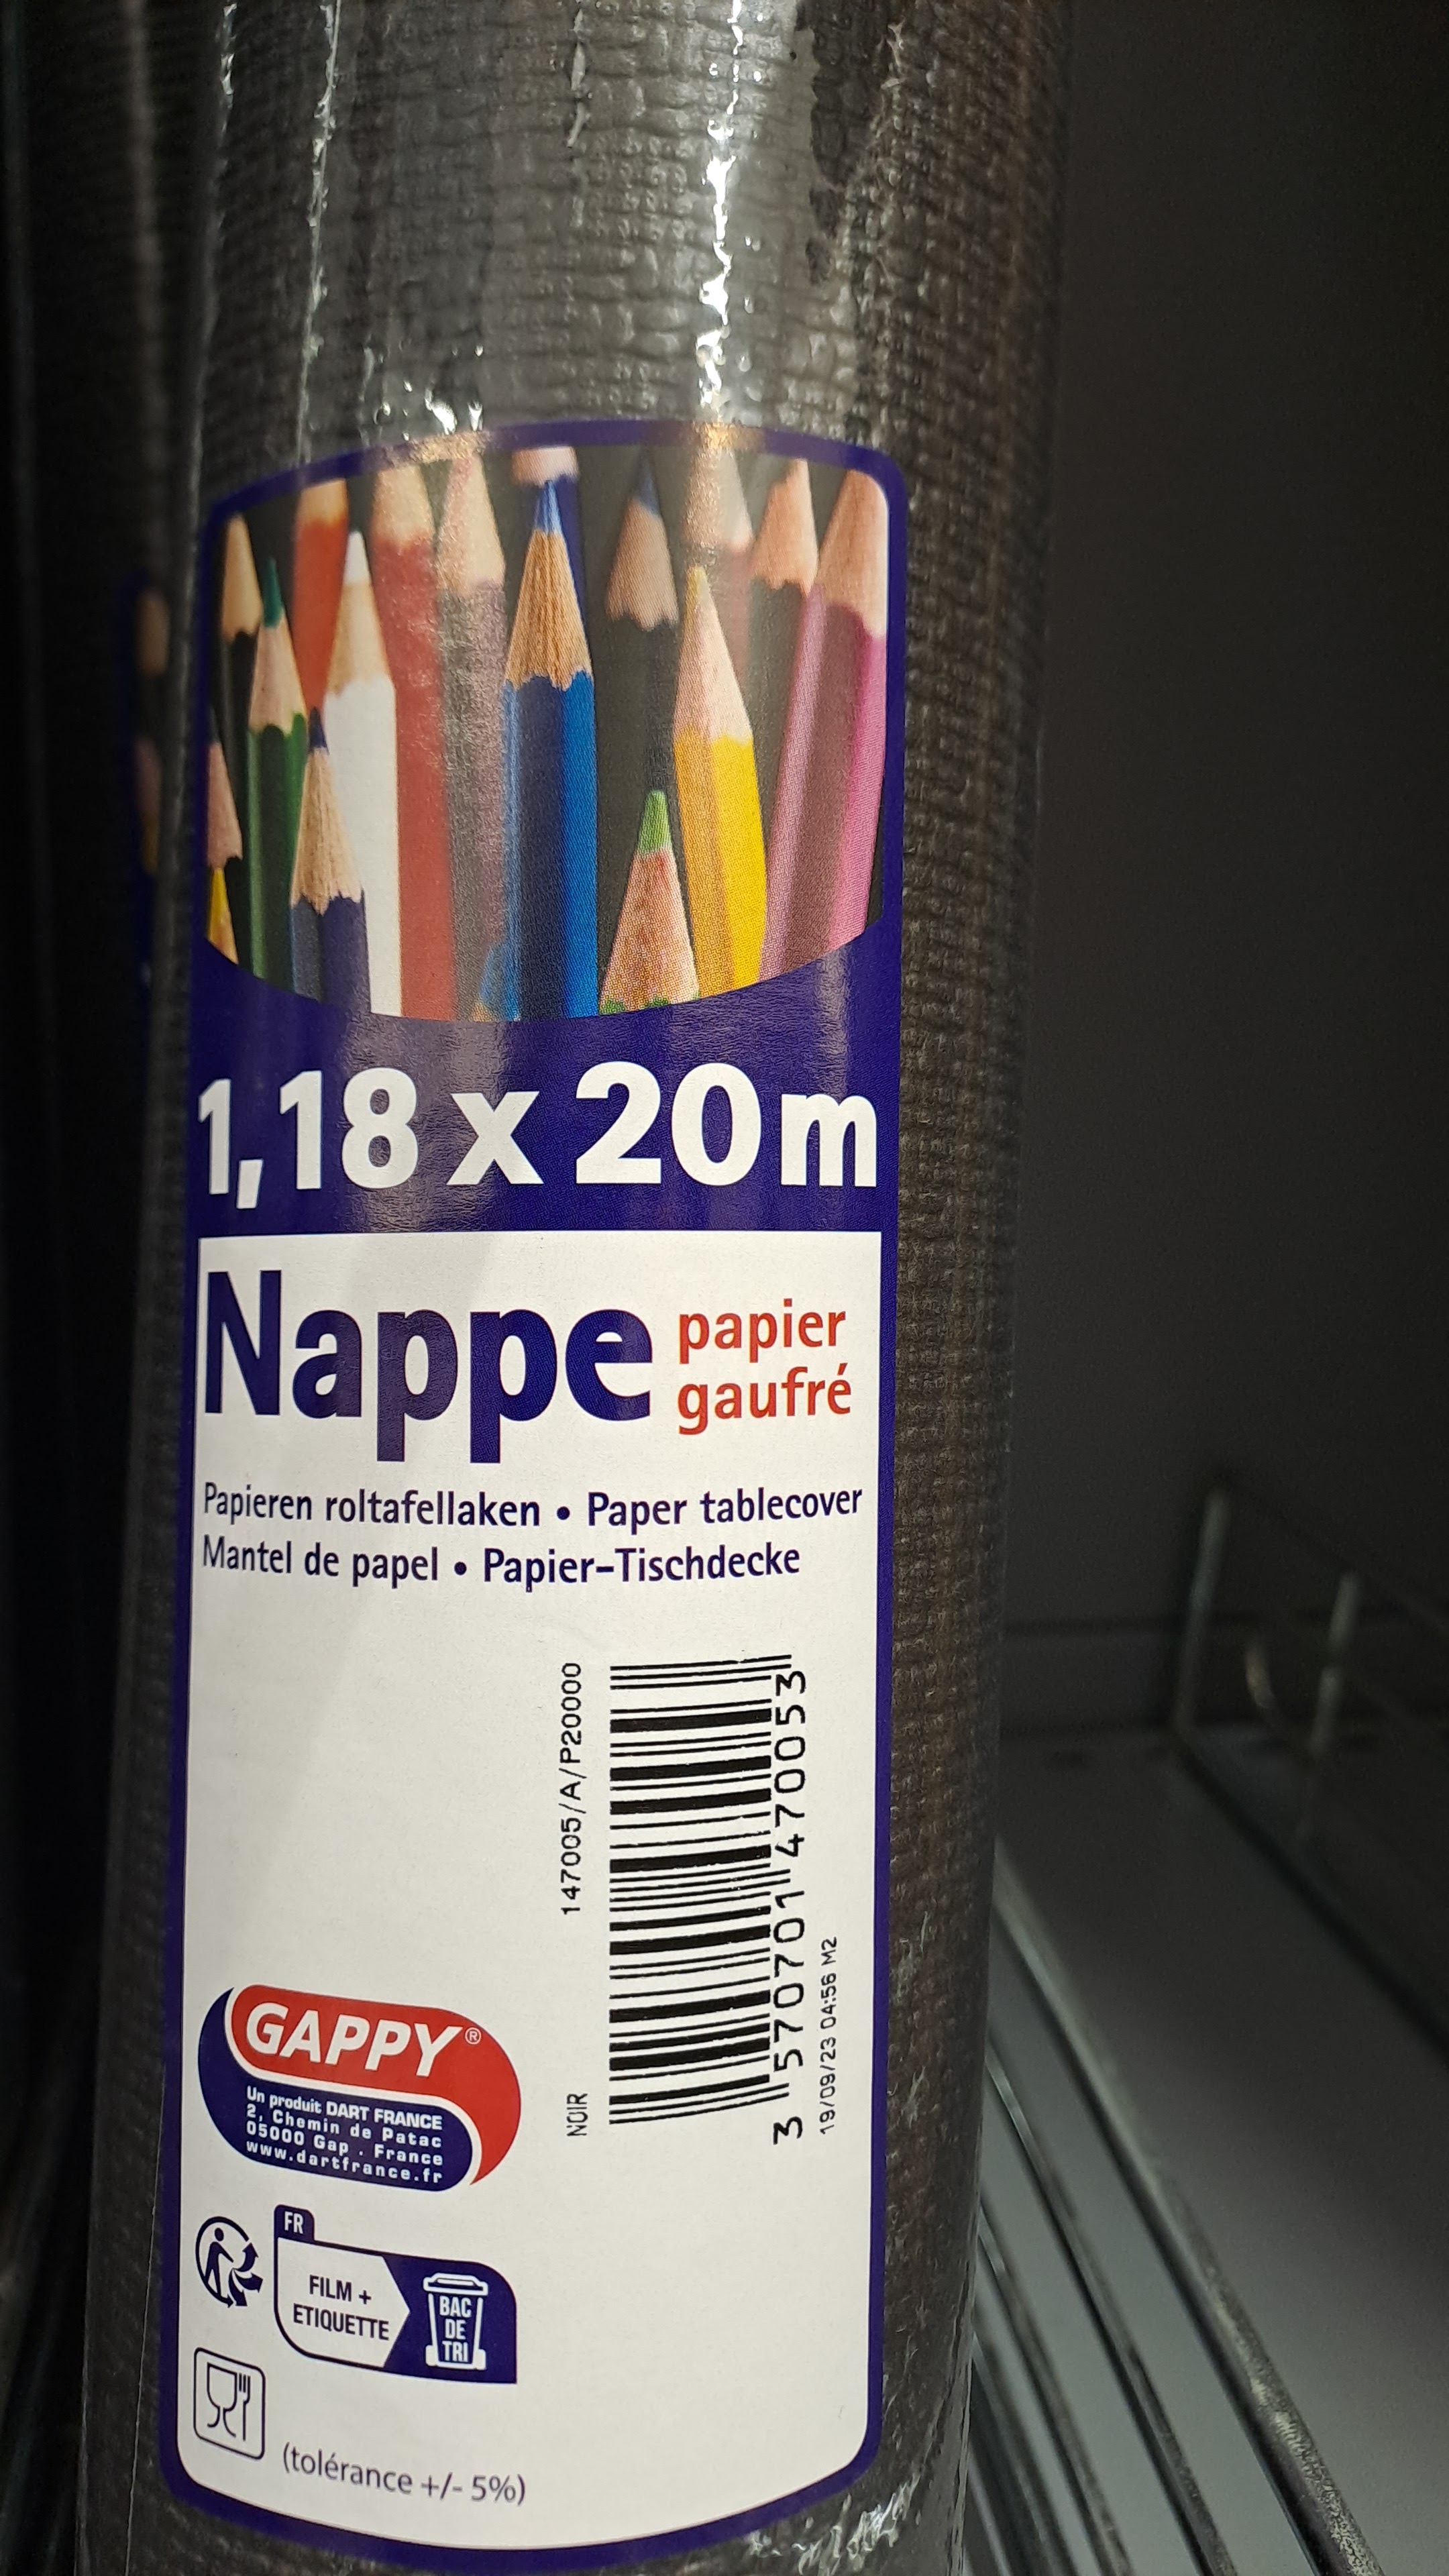 1,18 x 20m
Nappe papier gaufré
Papieren roltafellaken • Paper tablecover
Mantel de papel • Papier-Tischdecke
147005/A/P20000
NOIR
3 570701 470053
19/09/23 04:56 M2
GAPPY®
Un produit DART FRANCE
2, Chemin de Patac
05000 Gap . France
www.dartfrance.fr
FR
FILM +
ETIQUETTE
BAC
DE
TRI
(tolérance +/- 5%)